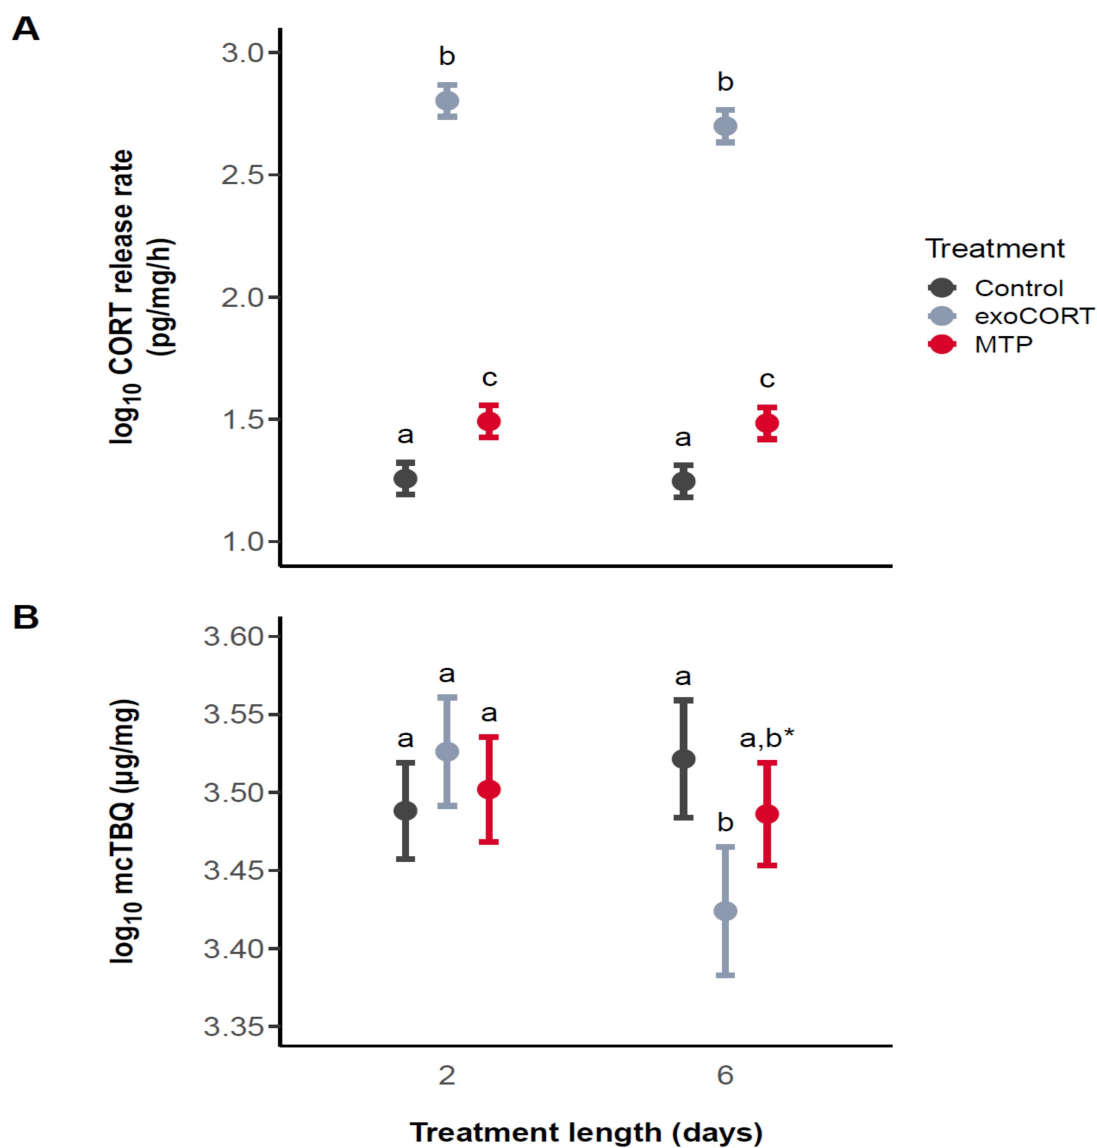 A
log10 CORT release rate
(pg/mg/h)
3.0
2.5
2.0
1.5
1.0
b
b
c
c
a
a
Treatment
Control
exoCORT
MTP
B
log10 mcTBQ (µg/mg)
3.60
3.55
3.50
3.45
3.40
3.35
a
a
a
a
a,b*
b
2
6
Treatment length (days)